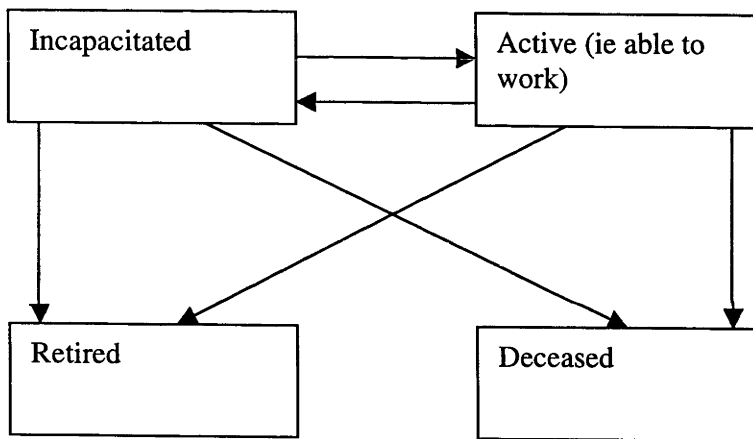 Incapacitated
Active (ie able to
work)
Retired
Deceased